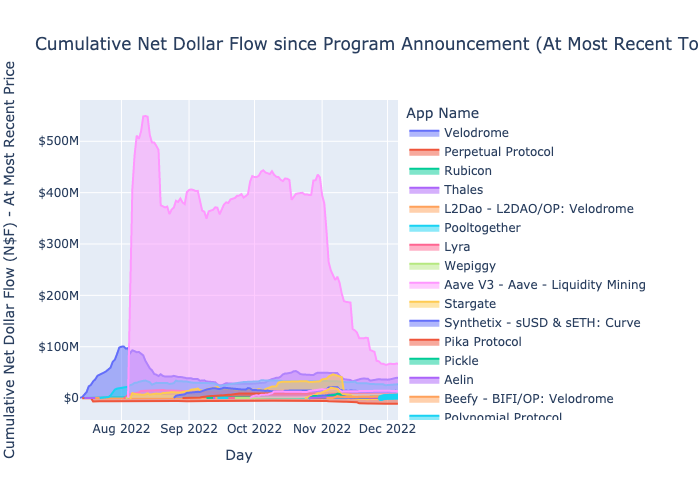 Cumulative Net Dollar Flow since Program Announcement (At Most Recent To
Cumulative Net Dollar Flow (N$F) - At Most Recent Price
$500M
$400M
$300M
$200M
$100M
$0
Aug 2022
Sep 2022
Oct 2022
Nov 2022
Dec 2022
Day
App Name
Velodrome
Perpetual Protocol
Rubicon
Thales
L2Dao - L2DAO/OP: Velodrome
Pooltogether
Lyra
Wepiggy
Aave V3 - Aave - Liquidity Mining
Stargate
Synthetix - sUSD & sETH: Curve
Pika Protocol
Pickle
Aelin
Beefy - BIFI/OP: Velodrome
Polynomial Protocol